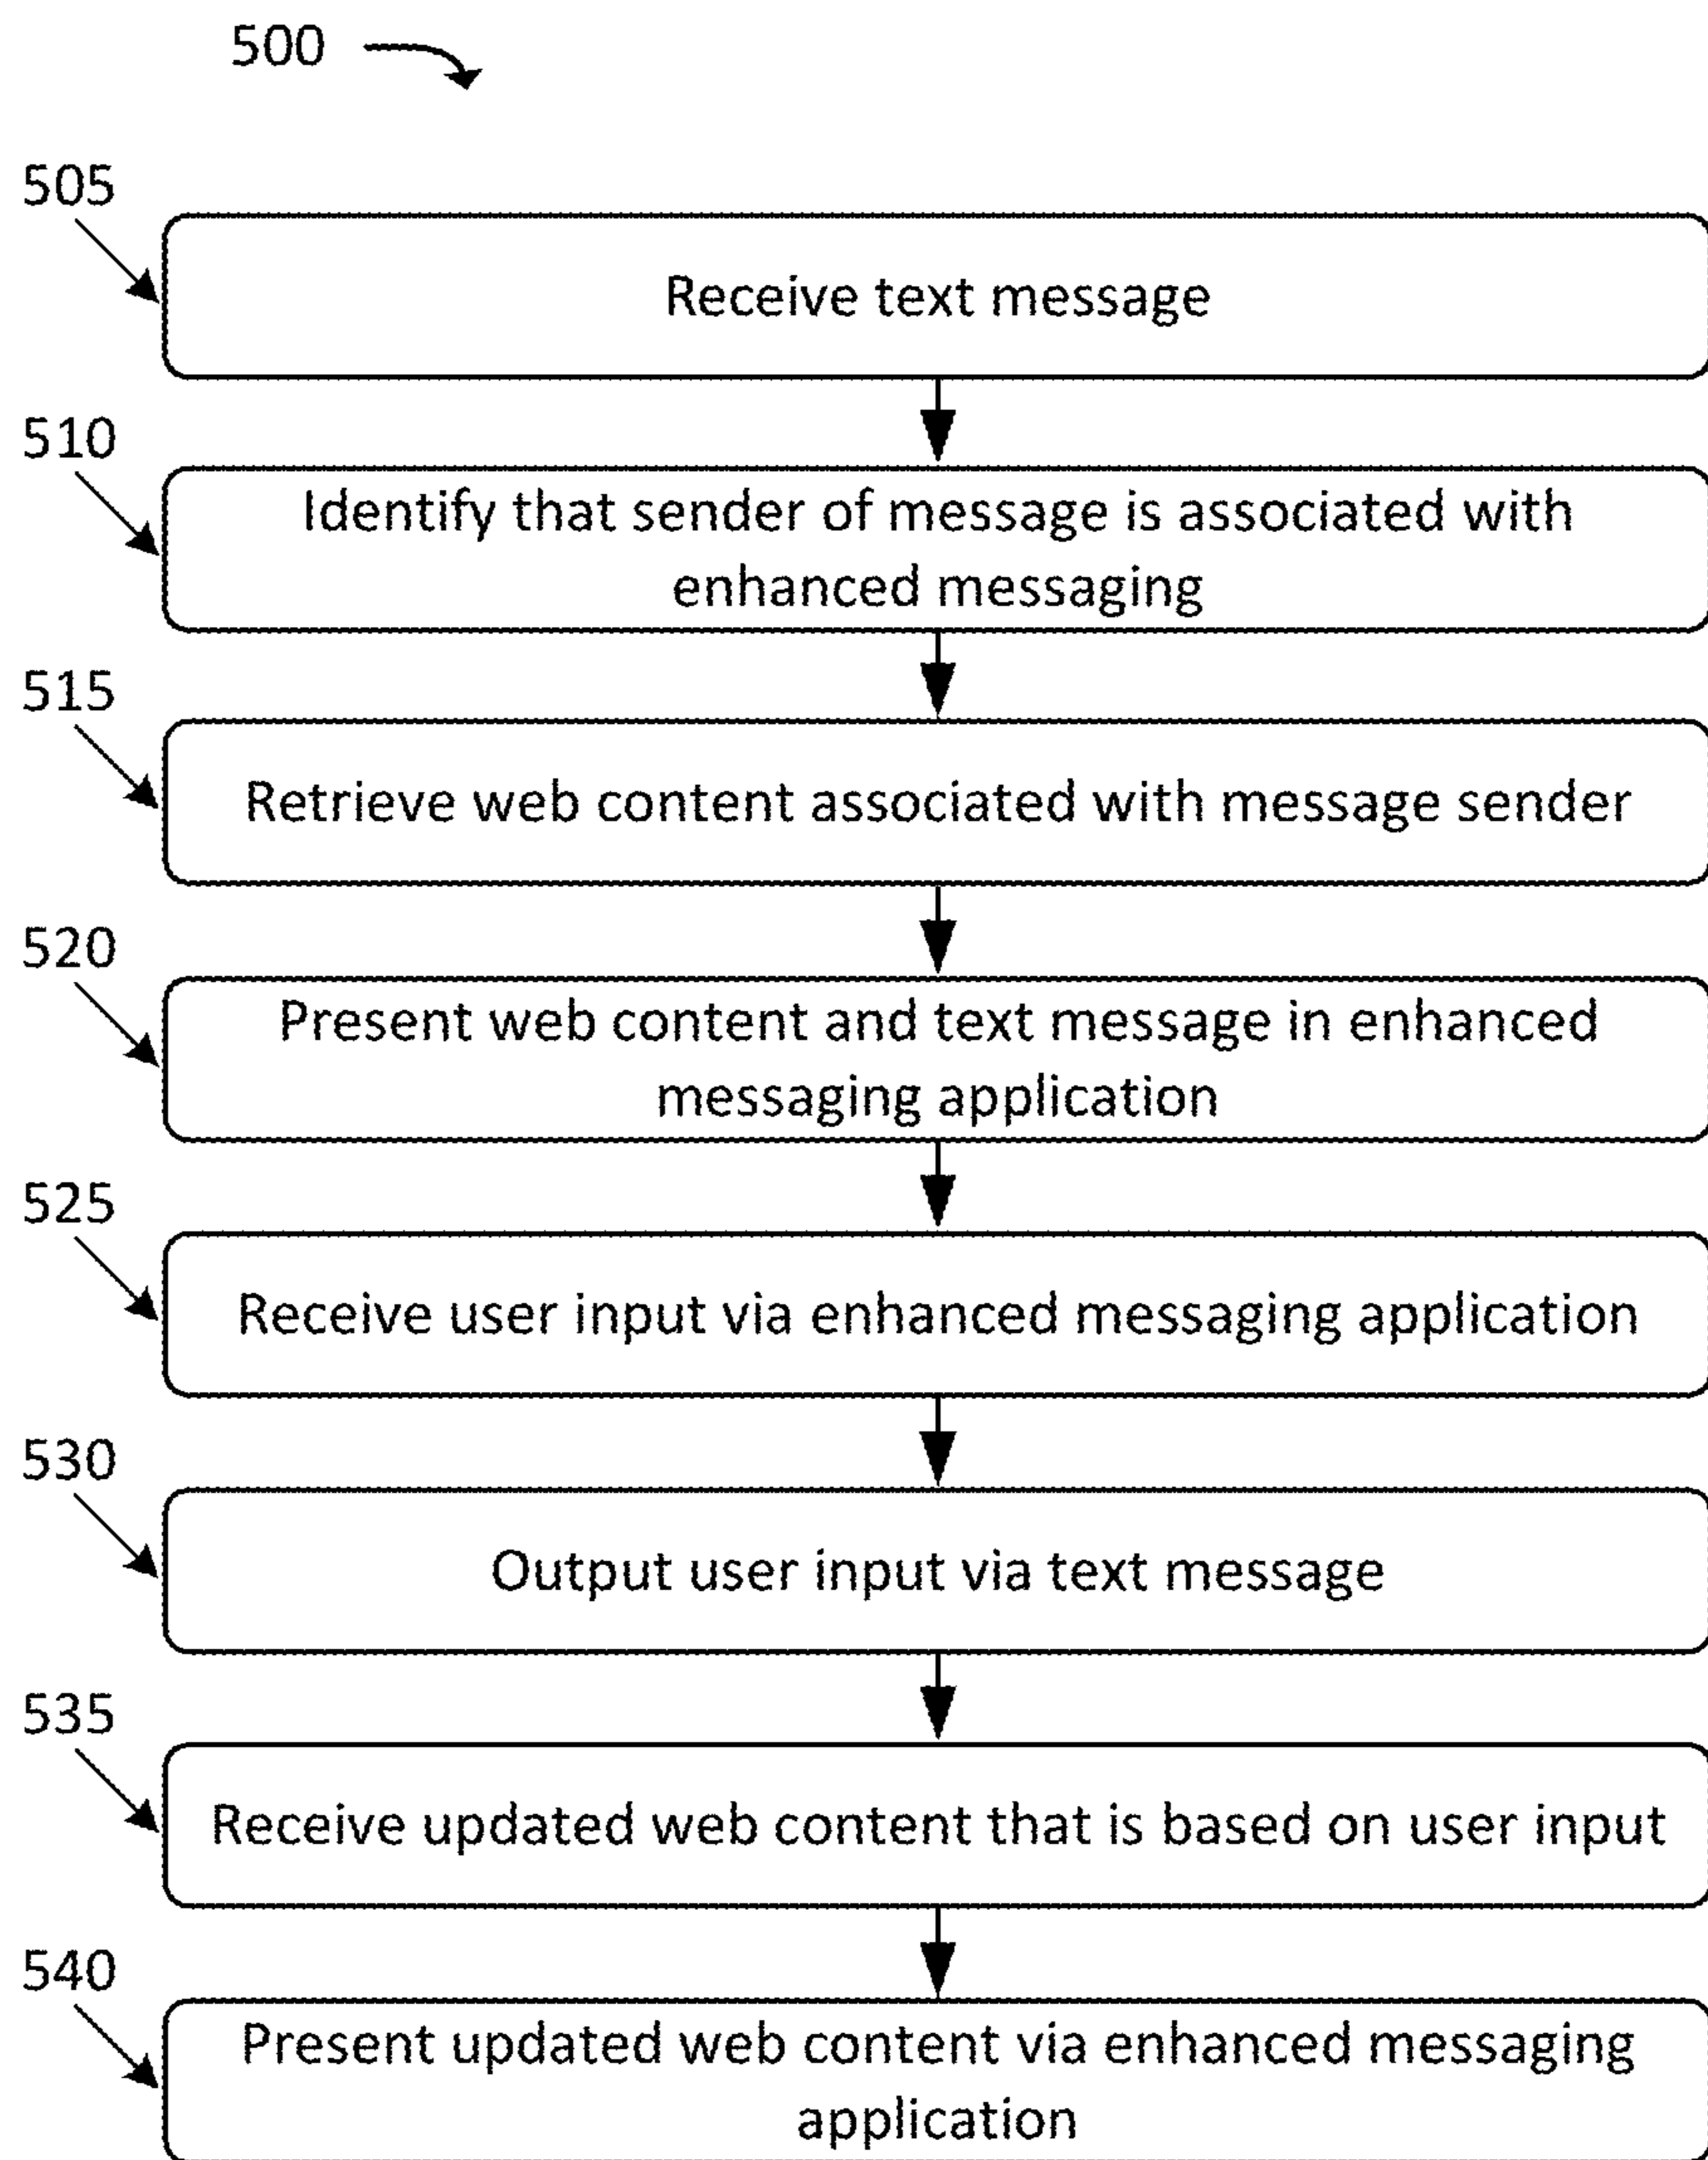 500
505
Receive text message
510
Identify that sender of message is associated with
enhanced messaging
515
Retrieve web content associated with message sender
520
Present web content and text message in enhanced
messaging application
525
Receive user input via enhanced messaging application
530
Output user input via text message
535
Receive updated web content that is based on user input
540
Present updated web content via enhanced messaging
application